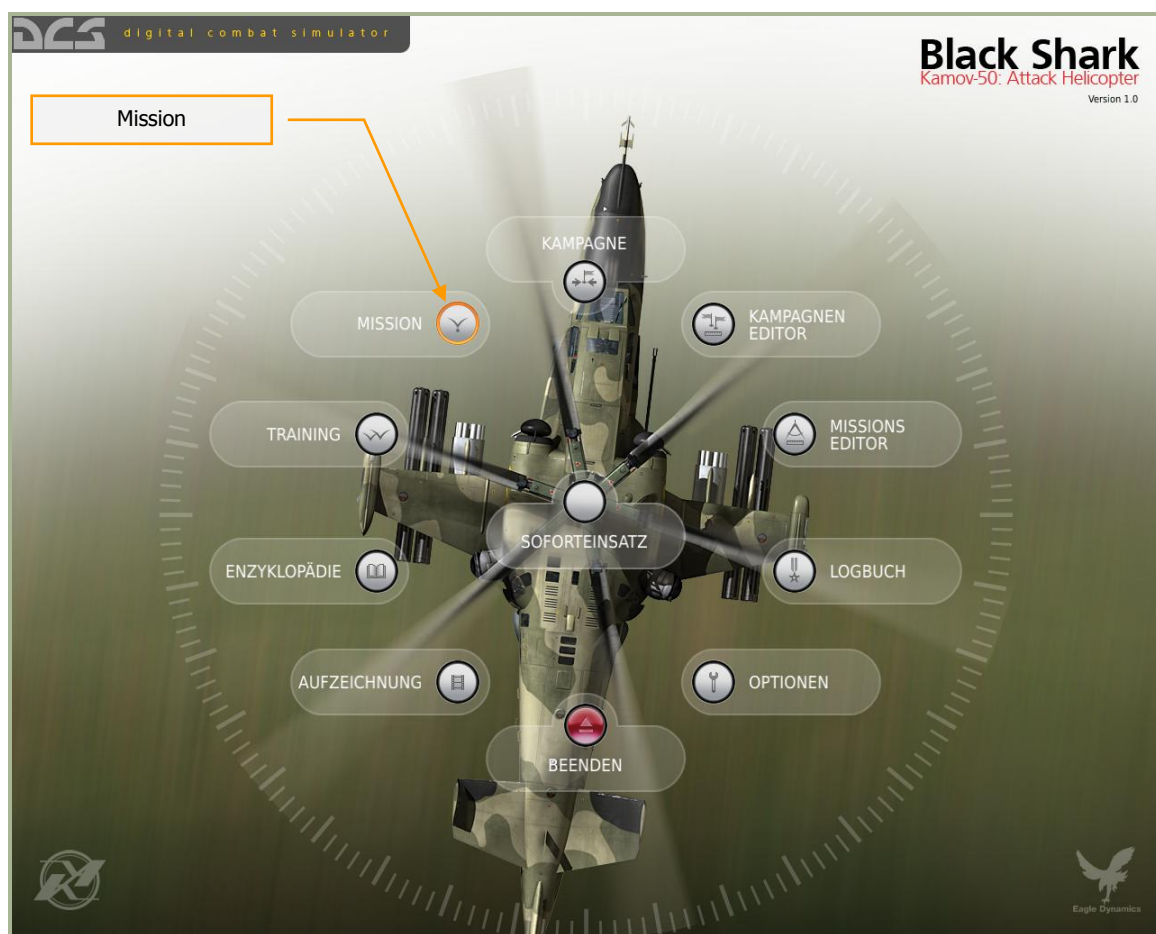 DCS digital combat simulator
Black Shark
Kamov-50: Attack Helicopter
Version 1.0
Mission
KAMPAGNE
MISSION
KAMPAGNEN
EDITOR
TRAINING
MISSIONS
EDITOR
SOFORTEINSATZ
ENZYKLOPÄDIE
LOGBUCH
AUFZEICHNUNG
OPTIONEN
BEENDEN
Eagle Dynamics